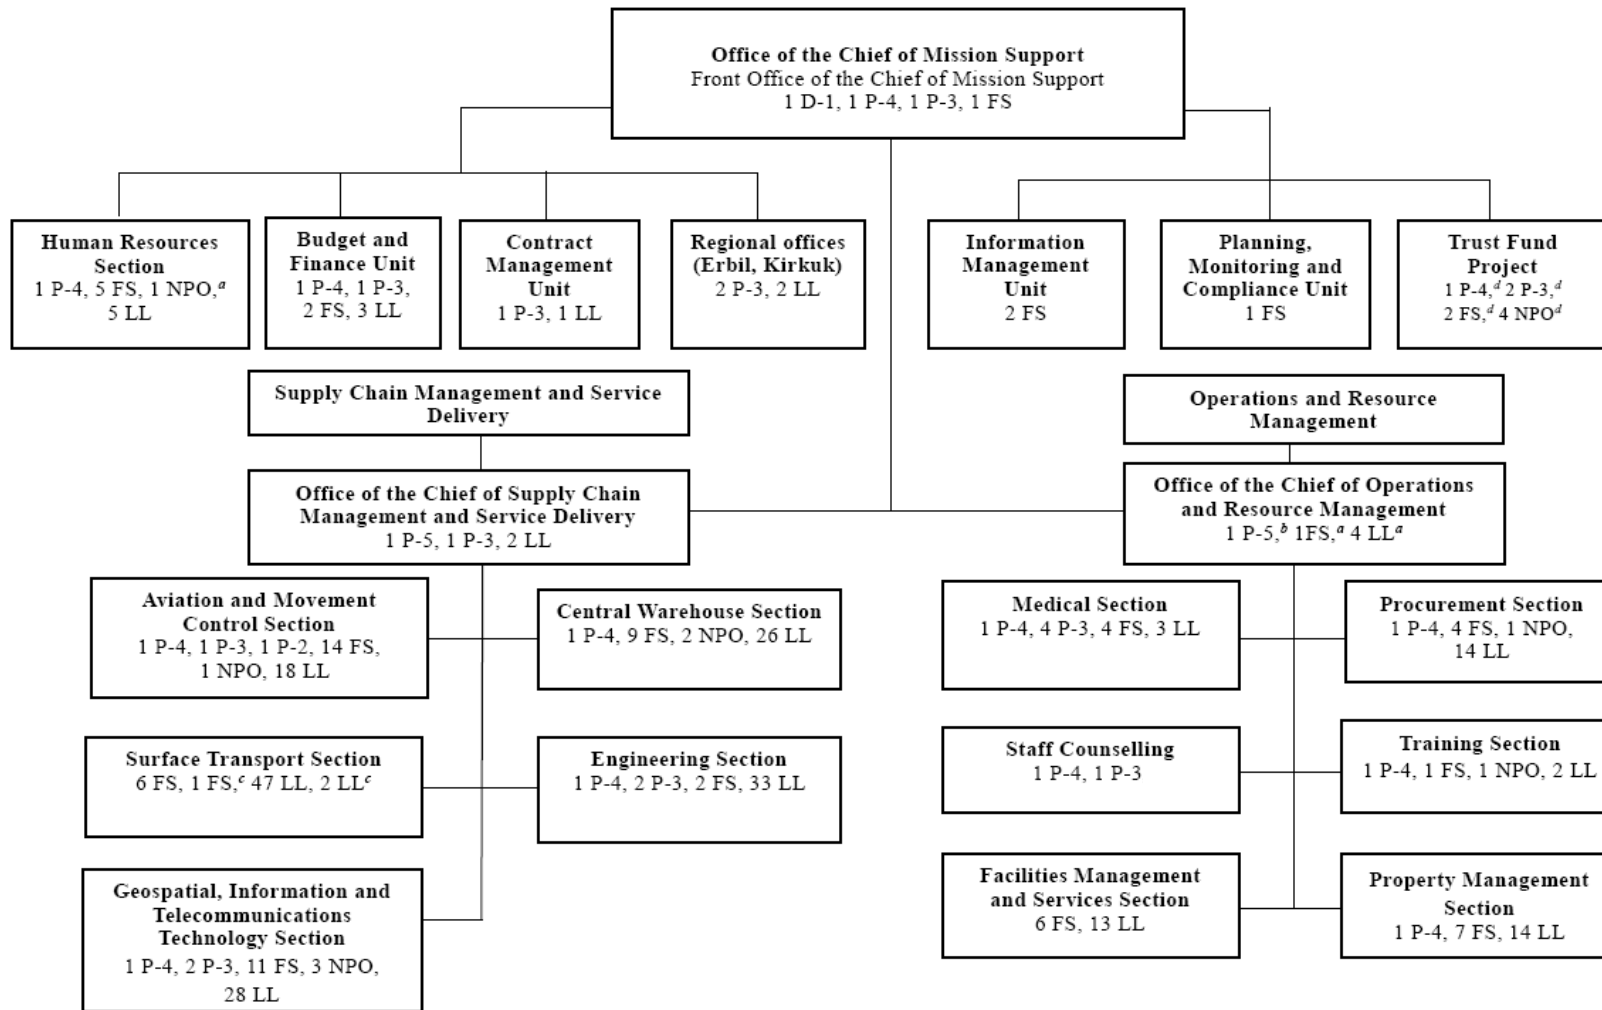 Office of the Chief of Mission Support
Front Office of the Chief of Mission Support
1 D-1, 1 P-4, 1 P-3, 1 FS
Human Resources
Section
1 P-4, 5 FS, 1 NPO,a
5 LL
Budget and
Finance Unit
1 P-4, 1 P-3,
2 FS, 3 LL
Contract
Management
Unit
1 P-3, 1 LL
Regional offices
(Erbil, Kirkuk)
2 P-3, 2 LL
Information
Management
Unit
2 FS
Planning,
Monitoring and
Compliance Unit
1 FS
Trust Fund
Project
1 P-4,d 2 P-3,d
2 FS,d 4 NPOd
Supply Chain Management and Service
Delivery
Operations and Resource
Management
Office of the Chief of Supply Chain
Management and Service Delivery
1 P-5, 1 P-3, 2 LL
Office of the Chief of Operations
and Resource Management
1 P-5,b 1FS,a 4 LLa
Aviation and Movement
Control Section
1 P-4, 1 P-3, 1 P-2, 14 FS,
1 NPO, 18 LL
Central Warehouse Section
1 P-4, 9 FS, 2 NPO, 26 LL
Medical Section
1 P-4, 4 P-3, 4 FS, 3 LL
Procurement Section
1 P-4, 4 FS, 1 NPO,
14 LL
Surface Transport Section
6 FS, 1 FS,c 47 LL, 2 LLc
Engineering Section
1 P-4, 2 P-3, 2 FS, 33 LL
Staff Counselling
1 P-4, 1 P-3
Training Section
1 P-4, 1 FS, 1 NPO, 2 LL
Geospatial, Information and
Telecommunications
Technology Section
1 P-4, 2 P-3, 11 FS, 3 NPO,
28 LL
Facilities Management
and Services Section
6 FS, 13 LL
Property Management
Section
1 P-4, 7 FS, 14 LL